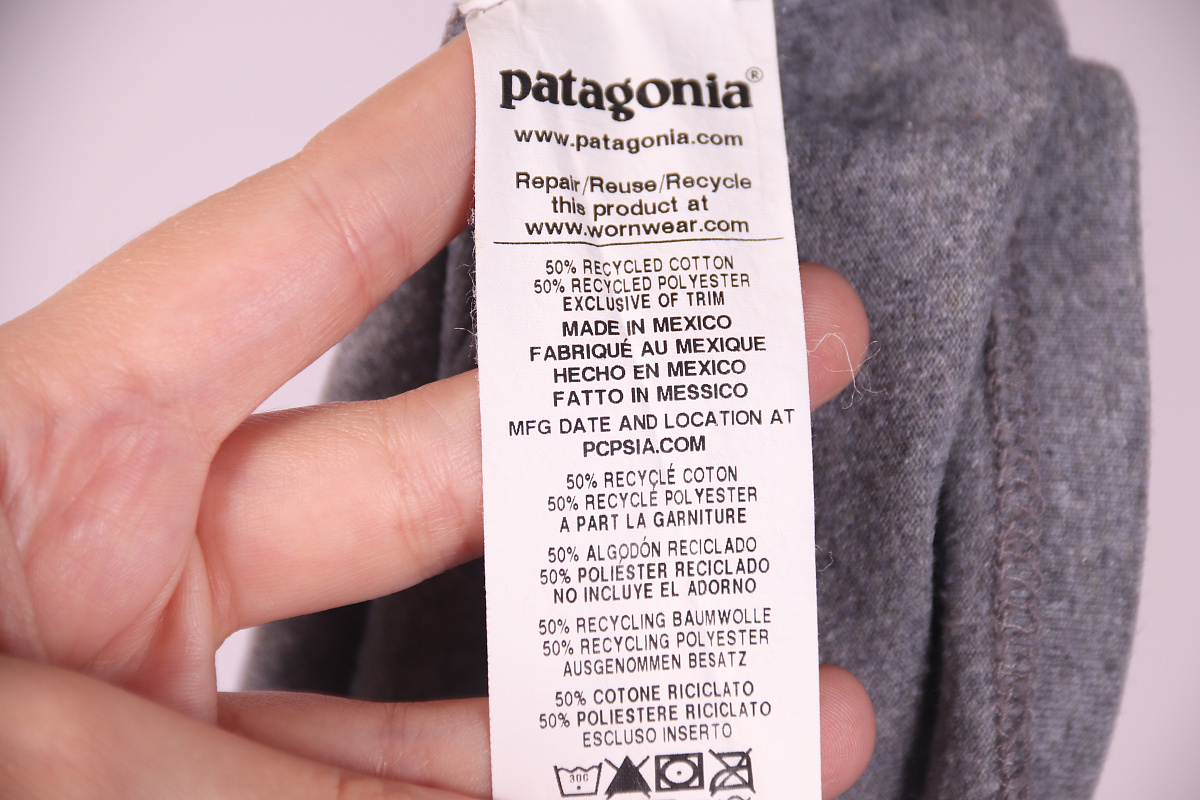 patagonia®
www.patagonia.com
Repair/Reuse/Recycle
this product at
www.wornwear.com
50% RECYCLED COTTON
50% RECYCLED POLYESTER
EXCLUSIVE OF TRIM
MADE IN MEXICO
FABRIQUÉ AU MEXIQUE
HECHO EN MEXICO
FATTO IN MESSICO
MFG DATE AND LOCATION AT
PCPSIA.COM
50% RECYCLÉ COTON
50% RECYCLÉ POLYESTER
A PART LA GARNITURE
50% ALGODÓN RECICLADO
50% POLIÉSTER RECICLADO
NO INCLUYE EL ADORNO
50% RECYCLING BAUMWOLLE
50% RECYCLING POLYESTER
AUSGENOMMEN BESATZ
50% COTONE RICICLATO
50% POLIESTERE RICICLATO
ESCLUSO INSERTO
30C